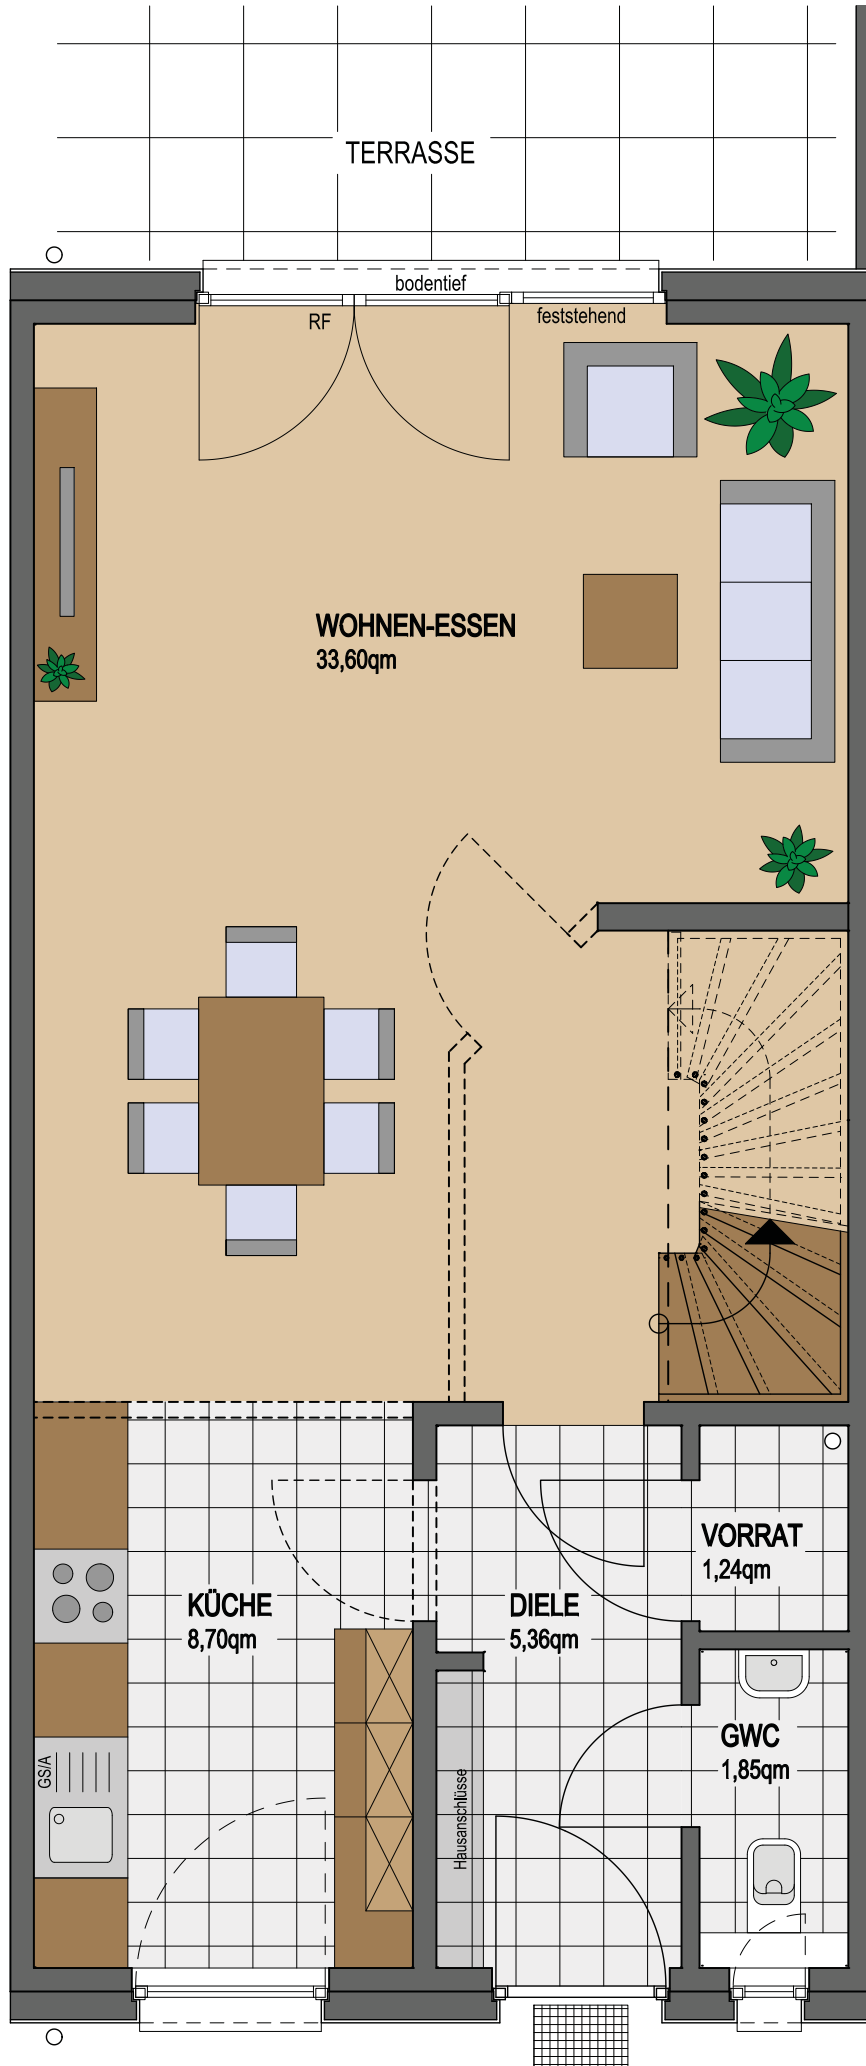 TERRASSE
bodentief
RF
feststehend
WOHNEN-ESSEN
33,60qm
VORRAT
1,24qm
KÜCHE
8,70qm
DIELE
5,36qm
GWC
1,85qm
GS/A
Hausanschlüsse